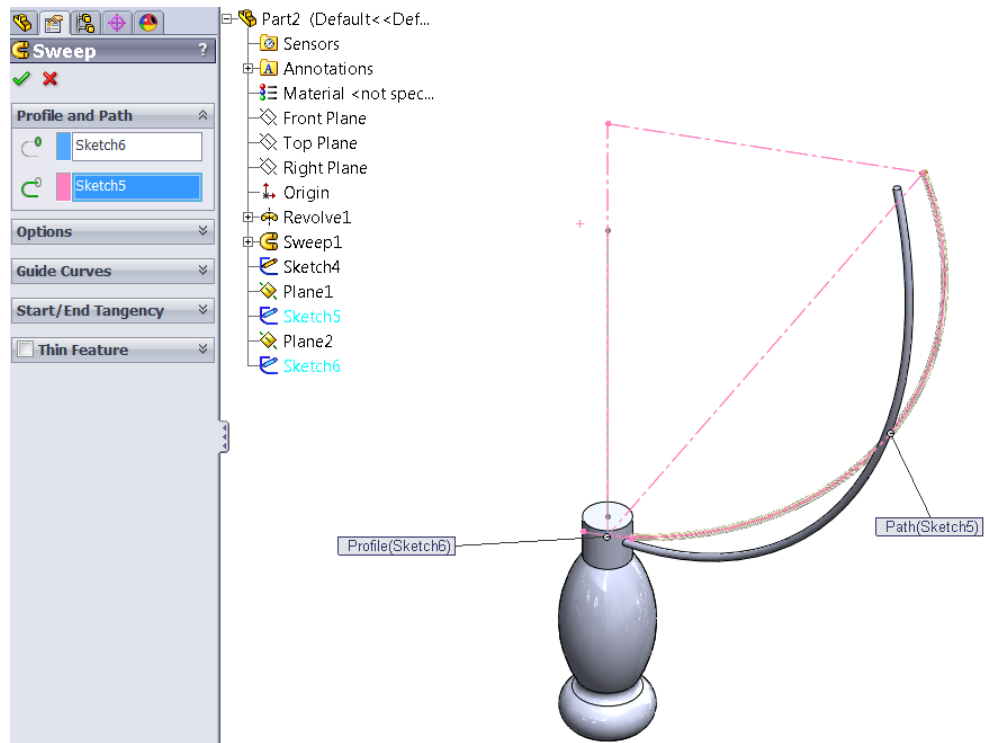 Sweep ?
Profile and Path
Sketch6
Sketch5
Options
Guide Curves
Start/End Tangency
Thin Feature
Part2 (Default<<Def...
Sensors
A Annotations
Material <not spec...
Front Plane
Top Plane
Right Plane
Origin
Revolve1
Sweep1
Sketch4
Plane1
Sketch5
Plane2
Sketch6
Profile(Sketch6)
Path(Sketch5)